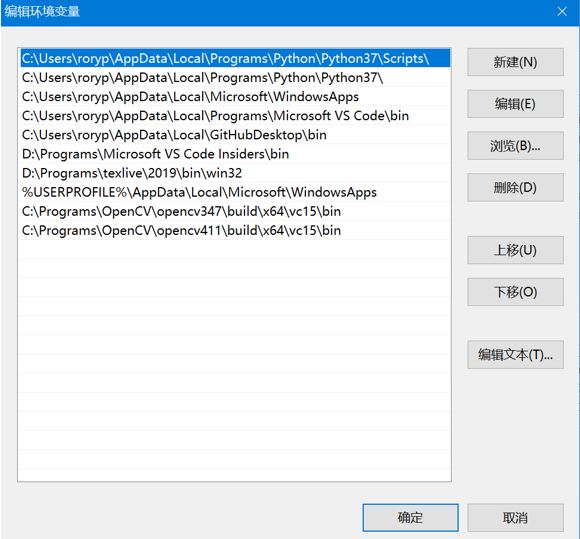 编辑环境变量
C:\Users\roryp\AppData\Local\Programs\Python\Python37\Scripts\
C:\Users\roryp\AppData\Local\Programs\Python\Python37\
C:\Users\roryp\AppData\Local\Microsoft\WindowsApps
C:\Users\roryp\AppData\Local\Programs\Microsoft VS Code\bin
C:\Users\roryp\AppData\Local\GitHubDesktop\bin
D:\Programs\Microsoft VS Code Insiders\bin
D:\Programs\texlive\2019\bin\win32
%USERPROFILE%\AppData\Local\Microsoft\WindowsApps
C:\Programs\OpenCV\opencv347\build\x64\vc15\bin
C:\Programs\OpenCV\opencv411\build\x64\vc15\bin
新建(N)
编辑(E)
浏览(B)...
删除(D)
上移(U)
下移(O)
编辑文本(T)...
确定
取消